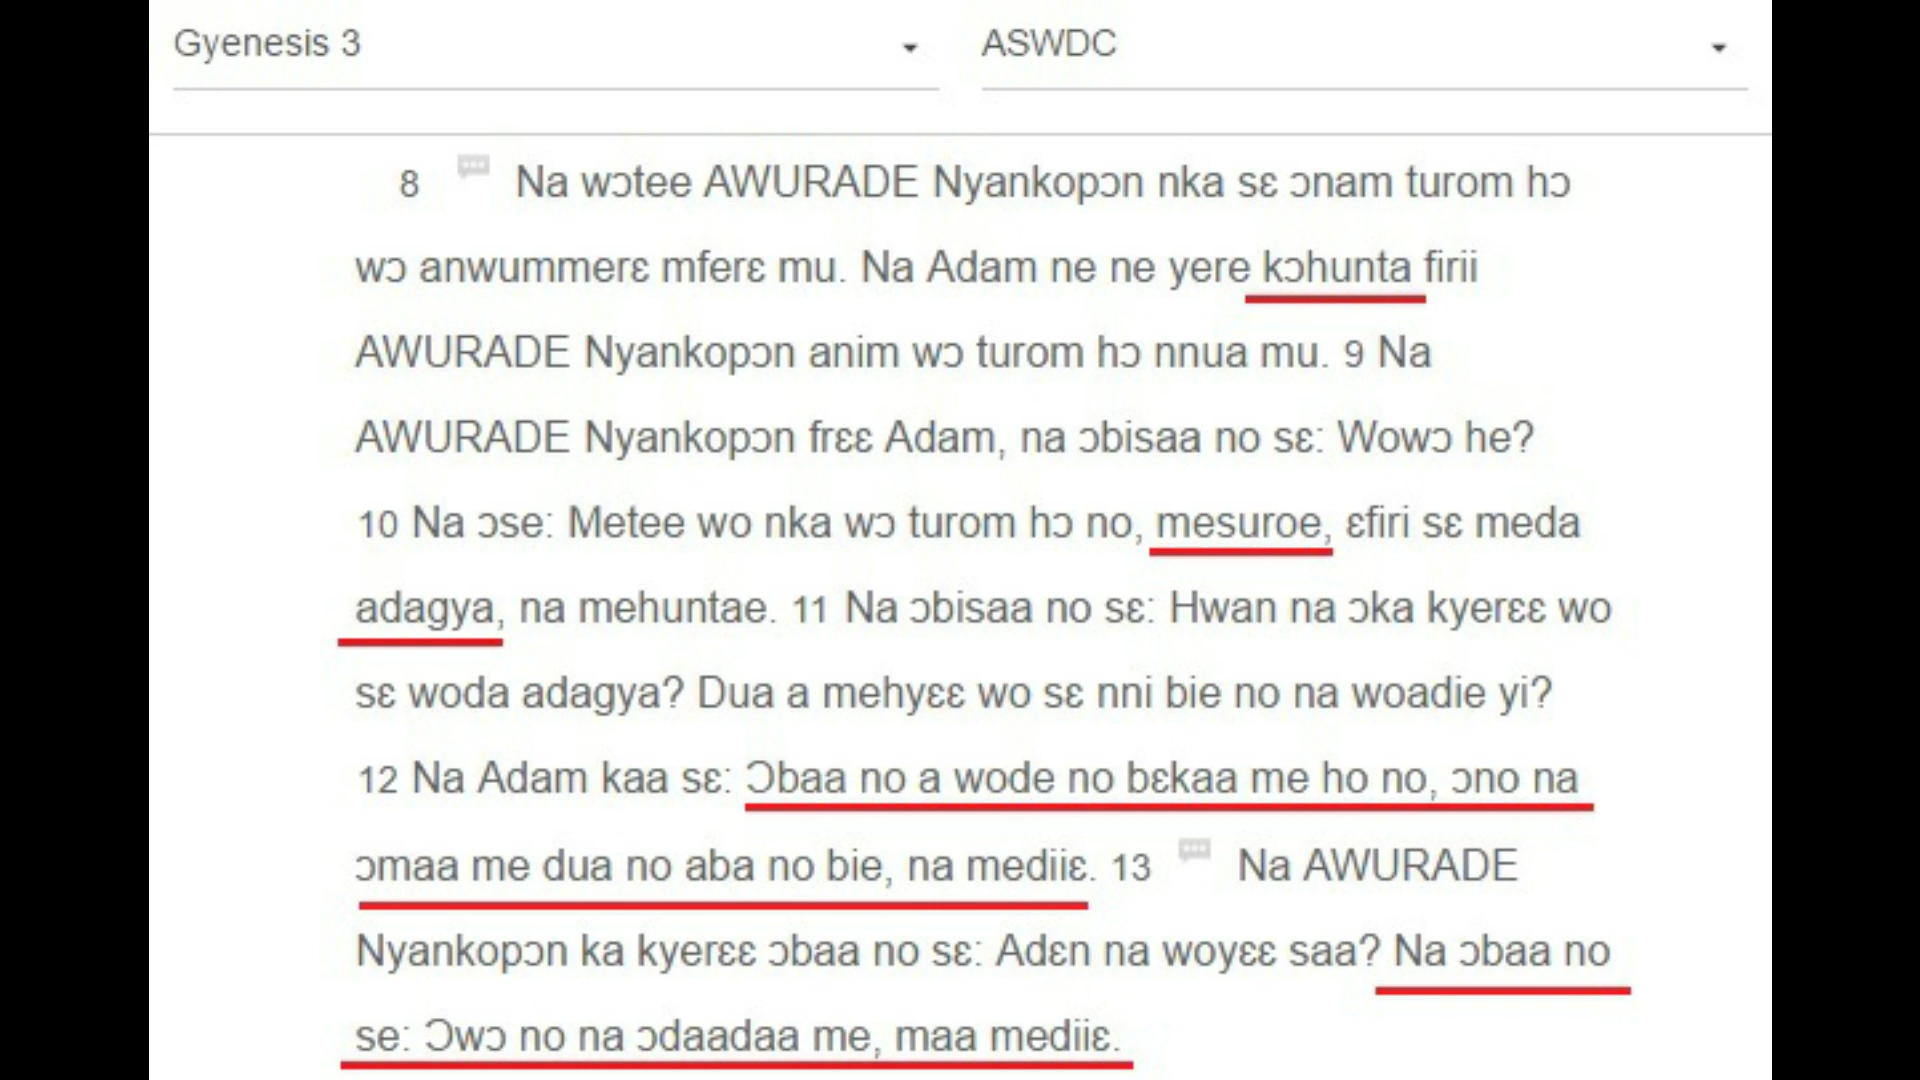 Gyenesis 3
ASWDC
8 Na wɔtee AWURADE Nyankopɔn nka sɛ ɔnam turom hɔ
wɔ anwummerɛ mferɛ mu. Na Adam ne ne yere kɔhunta firii
AWURADE Nyankopɔn anim wɔ turom hɔ nnua mu. 9 Na
AWURADE Nyankopɔn frɛɛ Adam, na ɔbisaa no sɛ: Wowɔ he?
10 Na ɔse: Metee wo nka wɔ turom hɔ no, mesuroe, ɛfiri sɛ meda
adagya, na mehuntae. 11 Na ɔbisaa no sɛ: Hwan na ɔka kyerɛɛ wo
sɛ woda adagya? Dua a mehyɛɛ wo sɛ nni bie no na woadie yi?
12 Na Adam kaa sɛ: Ɔbaa no a wode no bɛkaa me ho no, ɔno na
ɔmaa me dua no aba no bie, na mediiɛ. 13 Na AWURADE
Nyankopɔn ka kyerɛɛ ɔbaa no sɛ: Adɛn na woyɛɛ saa? Na ɔbaa no
se: Ɔwɔ no na ɔdaadaa me, maa mediiɛ.